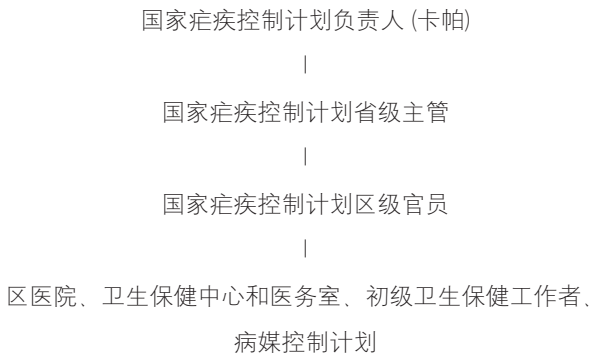 国家疟疾控制计划负责人 (卡帕)
|
国家疟疾控制计划省级主管
|
国家疟疾控制计划区级官员
|
区医院、卫生保健中心和医务室、初级卫生保健工作者、
病媒控制计划